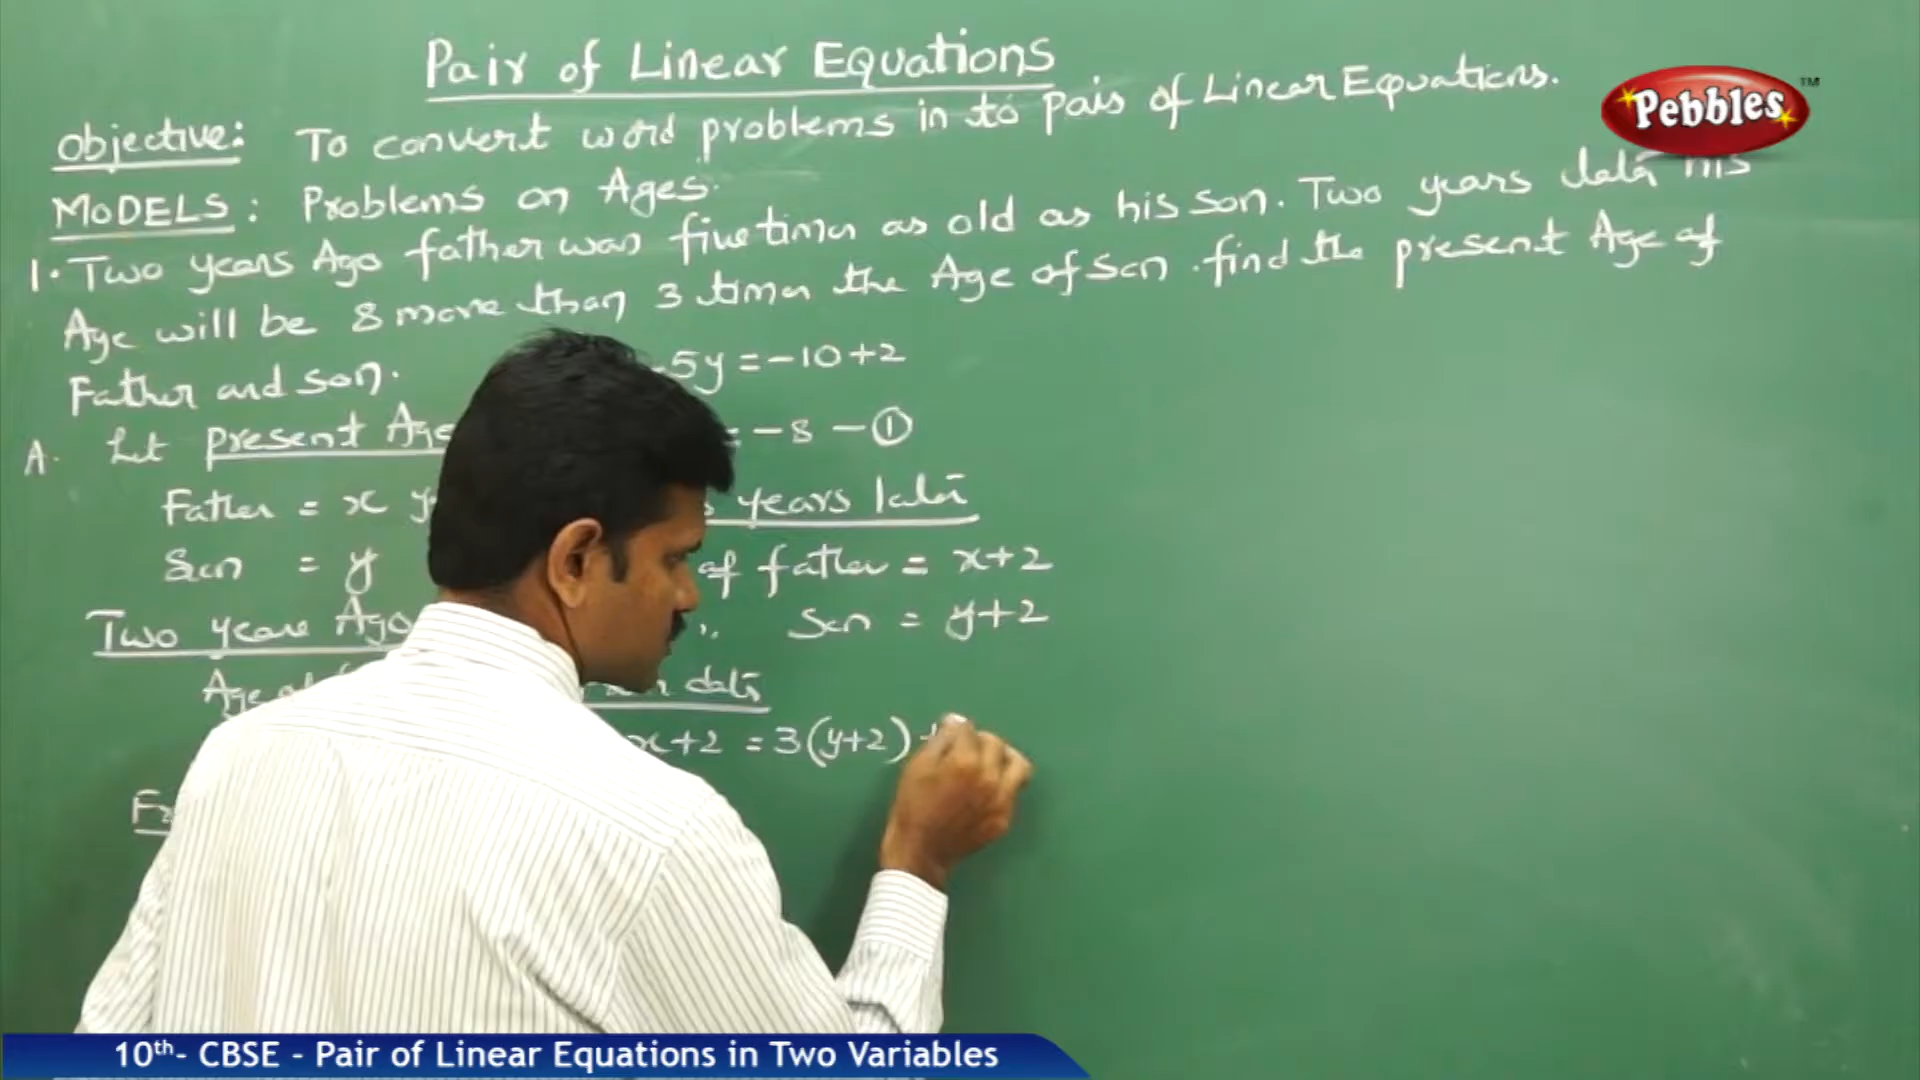 Pair of Linear Equations
Objective: To convert word problems in to pair of Linear Equations.
MODELS: Problems on Ages.
1. Two years Ago father was five times as old as his son. Two years later his
Age will be 8 more than 3 times the Age of son. find the present Age of
Father and son.
-5y = -10+2
A. Let present Age
= -8 - ①
Father = x y
years later
Son = y
of father = x+2
Two years Ago
" Son = y+2
Age of
data
x+2 = 3(y+2) +
Pebbles™
10th- CBSE - Pair of Linear Equations in Two Variables